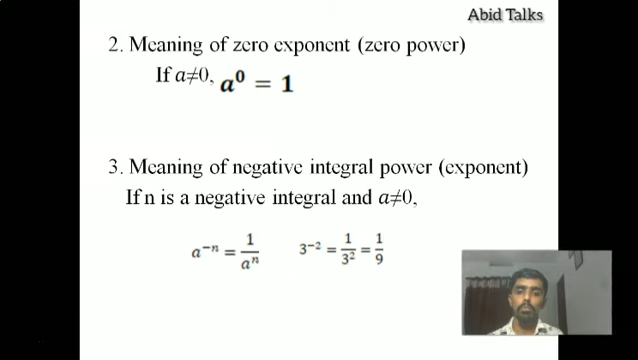 Abid Talks
2. Meaning of zero exponent (zero power)
If a≠0, a⁰ = 1
3. Meaning of negative integral power (exponent)
If n is a negative integral and a≠0,
a⁻ⁿ = 1/aⁿ 3⁻² = 1/3² = 1/9